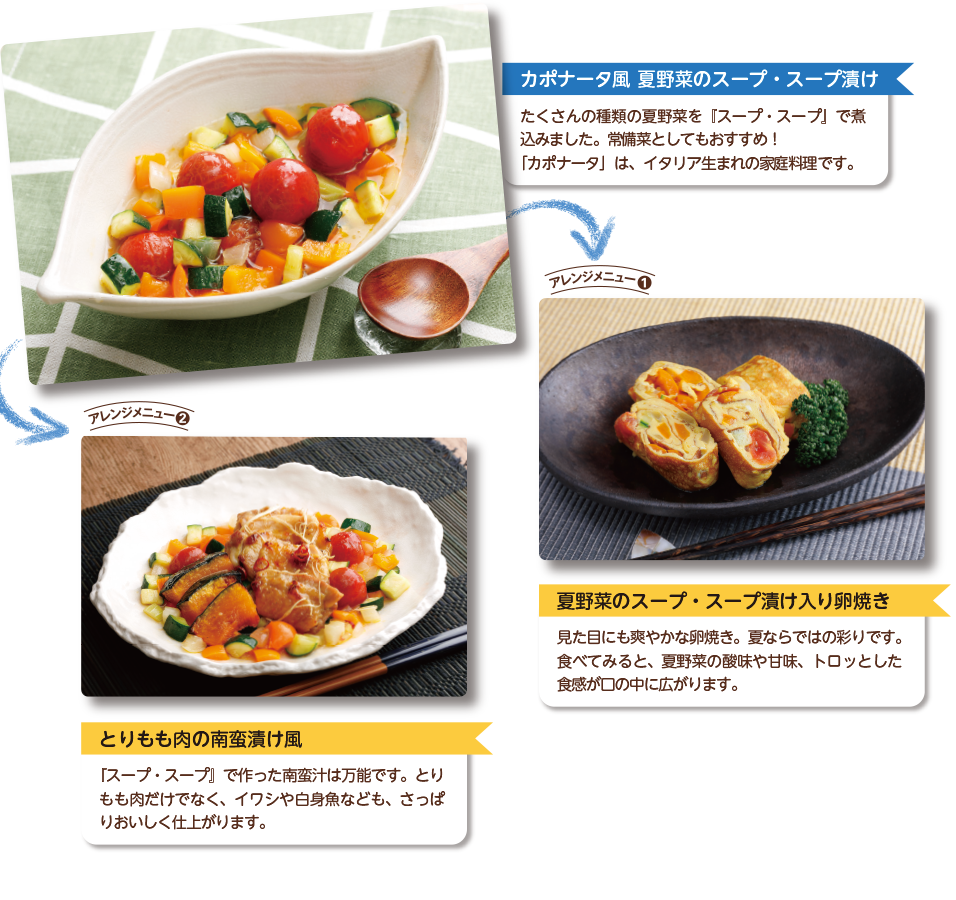 カポナータ風 夏野菜のスープ・スープ漬け
たくさんの種類の夏野菜を『スープ・スープ』で煮
込みました。常備菜としてもおすすめ！
「カポナータ」は、イタリア生まれの家庭料理です。
アレンジメニュー❶
夏野菜のスープ・スープ漬け入り卵焼き
見た目にも爽やかな卵焼き。夏ならではの彩りです。
食べてみると、夏野菜の酸味や甘味、トロッとした
食感が口の中に広がります。
アレンジメニュー❷
とりもも肉の南蛮漬け風
『スープ・スープ』で作った南蛮汁は万能です。とり
もも肉だけでなく、イワシや白身魚なども、さっぱ
りおいしく仕上がります。